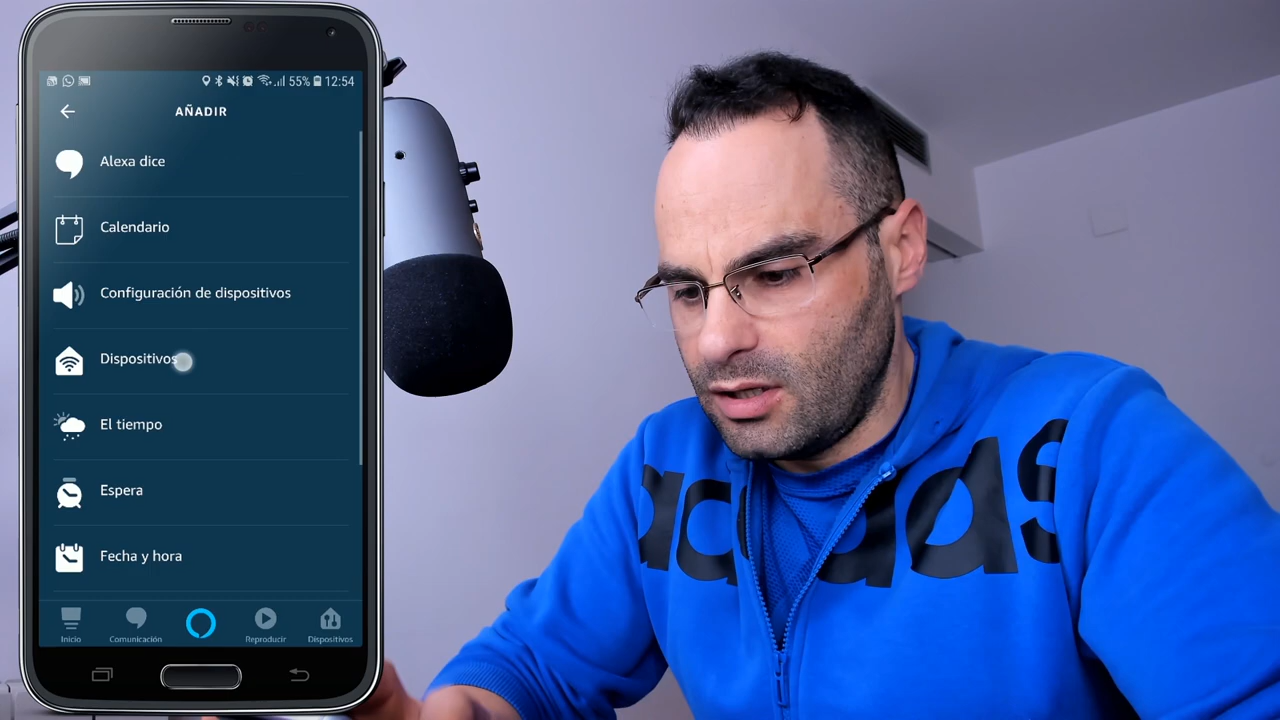 55% 12:54
AÑADIR
Alexa dice
Calendario
Configuración de dispositivos
Dispositivos
El tiempo
Espera
Fecha y hora
Inicio
Comunicación
Reproducir
Dispositivos
adidas